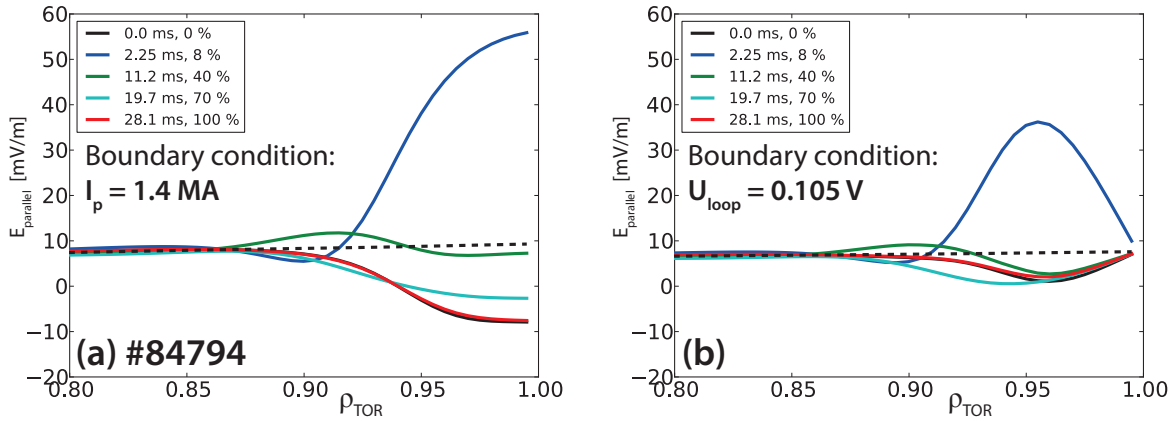 60
50
40
30
20
10
0
−10
−20
E_parallel [mV/m]
0.0 ms, 0 %
2.25 ms, 8 %
11.2 ms, 40 %
19.7 ms, 70 %
28.1 ms, 100 %
Boundary condition:
I_p = 1.4 MA
(a) #84794
0.80 0.85 0.90 0.95 1.00
ρ_TOR
60
50
40
30
20
10
0
−10
−20
E_parallel [mV/m]
0.0 ms, 0 %
2.25 ms, 8 %
11.2 ms, 40 %
19.7 ms, 70 %
28.1 ms, 100 %
Boundary condition:
U_loop = 0.105 V
(b)
0.80 0.85 0.90 0.95 1.00
ρ_TOR